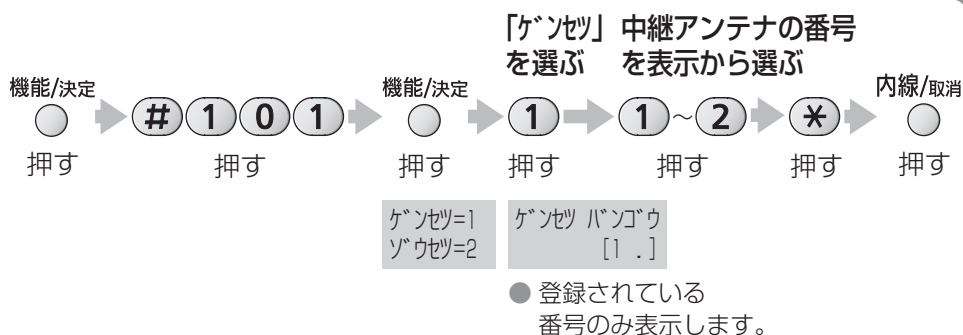 「ｹﾞﾝｾﾂ」 中継アンテナの番号
を選ぶ を表示から選ぶ
機能/決定 機能/決定 内線/取消
# 1 0 1 1 1～2 ＊
押す 押す 押す 押す 押す 押す 押す
ｹﾞﾝｾﾂ=1 ｹﾞﾝｾﾂ ﾊﾞﾝｺﾞｳ
ｿﾞｳｾﾂ=2 [1 .]
● 登録されている
番号のみ表示します。